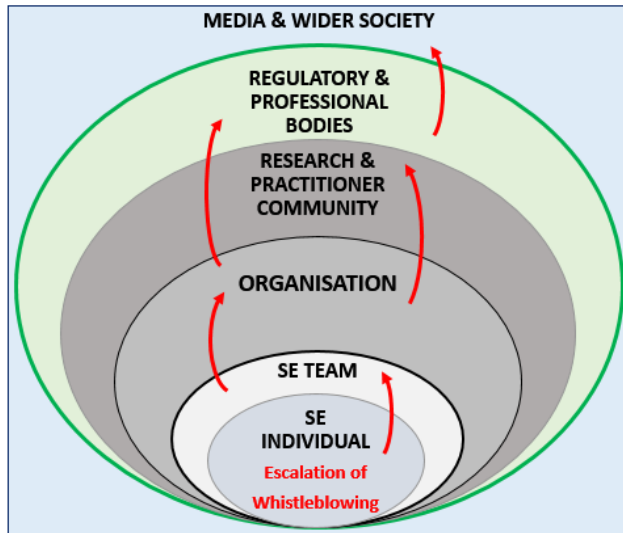 MEDIA & WIDER SOCIETY
REGULATORY &
PROFESSIONAL
BODIES
RESEARCH &
PRACTITIONER
COMMUNITY
ORGANISATION
SE TEAM
SE
INDIVIDUAL
Escalation of
Whistleblowing